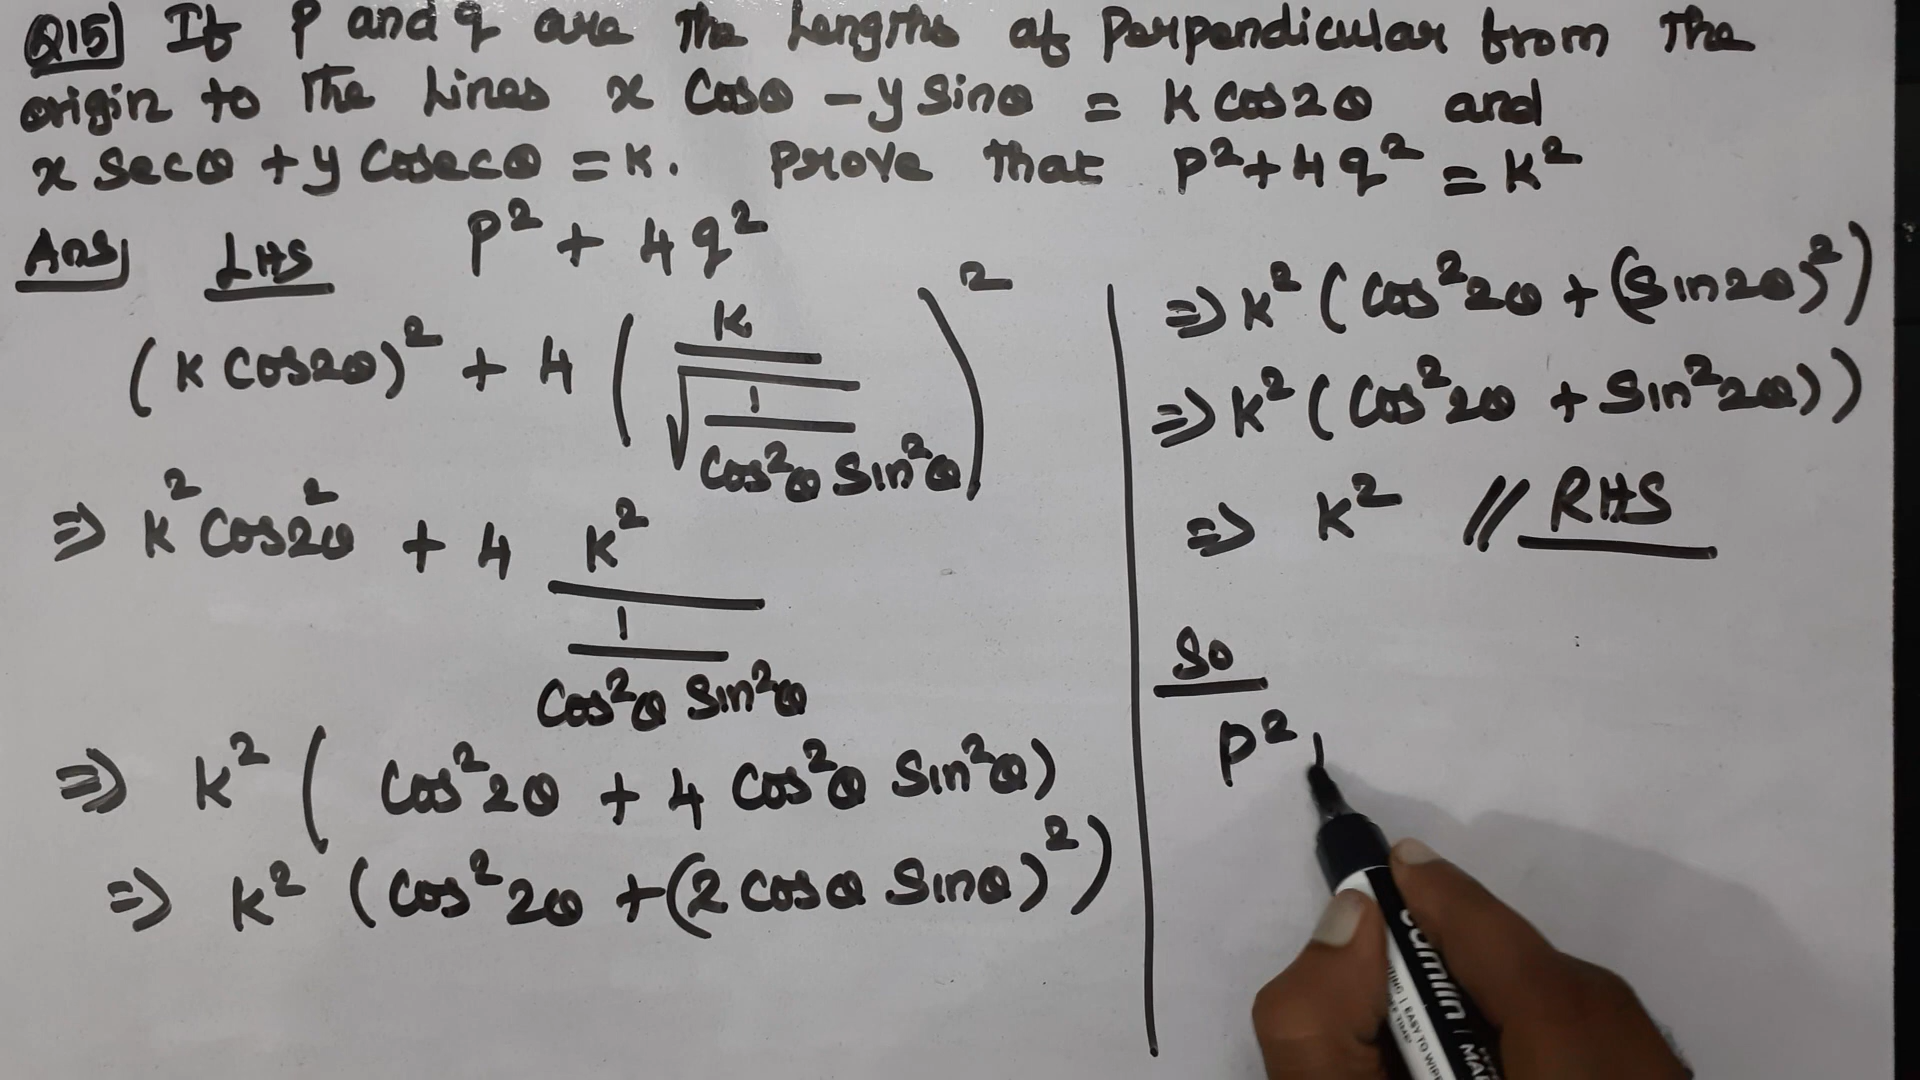 Q15) If P and q are the lengths of Perpendicular from the
origin to the lines x Cosθ - y Sinθ = K Cos2θ and
x Secθ + y Cosecθ = K. Prove that P² + 4q² = K²
Ans) LHS P² + 4q²
(K Cos2θ)² + 4 (K / √(1 / Cos²θ Sin²θ))²
⇒ K² Cos²2θ + 4 K² / (1 / Cos²θ Sin²θ)
⇒ K² ( Cos²2θ + 4 Cos²θ Sin²θ)
⇒ K² (Cos²2θ + (2 Cosθ Sinθ)²)
⇒ K² (Cos²2θ + (Sin2θ)²)
⇒ K² (Cos²2θ + Sin²2θ))
⇒ K² // RHS
So
P²
camlin